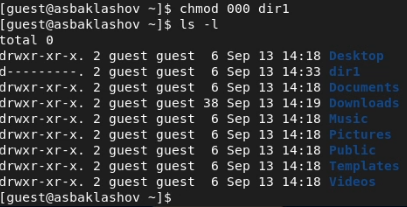 [guest@asbaklashov ~]$ chmod 000 dir1
[guest@asbaklashov ~]$ ls -l
total 0
drwxr-xr-x. 2 guest guest  6 Sep 13 14:18 Desktop
d---------. 2 guest guest  6 Sep 13 14:33 dir1
drwxr-xr-x. 2 guest guest  6 Sep 13 14:18 Documents
drwxr-xr-x. 2 guest guest 38 Sep 13 14:19 Downloads
drwxr-xr-x. 2 guest guest  6 Sep 13 14:18 Music
drwxr-xr-x. 2 guest guest  6 Sep 13 14:18 Pictures
drwxr-xr-x. 2 guest guest  6 Sep 13 14:18 Public
drwxr-xr-x. 2 guest guest  6 Sep 13 14:18 Templates
drwxr-xr-x. 2 guest guest  6 Sep 13 14:18 Videos
[guest@asbaklashov ~]$